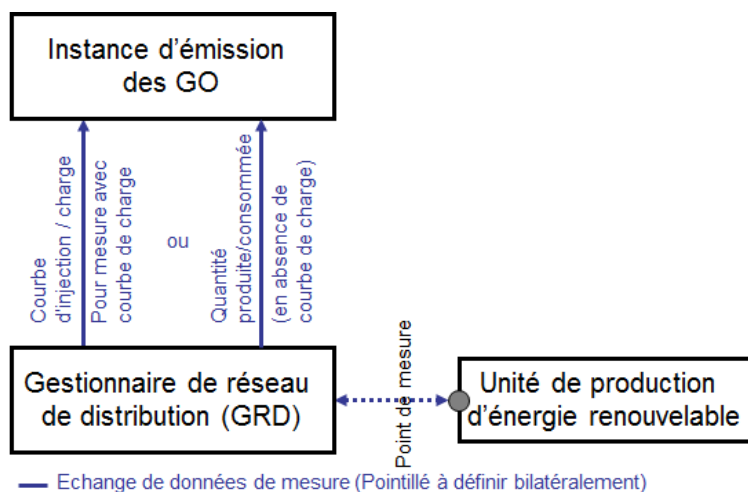 Instance d'émission
des GO
Courbe
d'injection / charge
Pour mesure avec
courbe de charge
ou
Quantité
produite/consommée
(en absence de
courbe de charge)
Gestionnaire de réseau
de distribution (GRD)
Point de mesure
Unité de production
d'énergie renouvelable
Echange de données de mesure (Pointillé à définir bilatéralement)